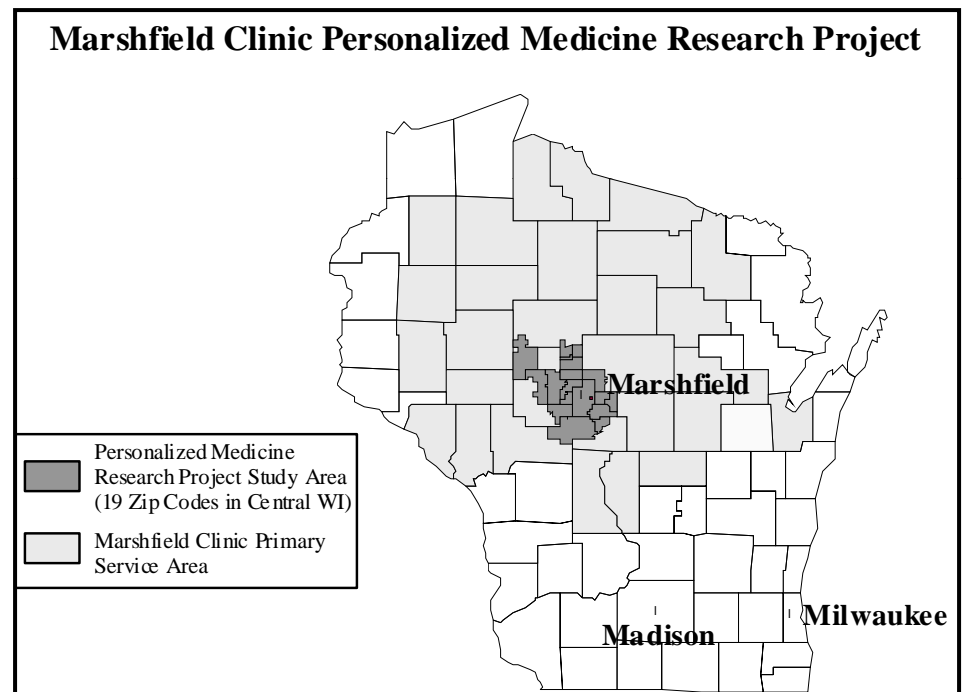 Marshfield Clinic Personalized Medicine Research Project
Marshfield
Personalized Medicine
Research Project Study Area
(19 Zip Codes in Central WI)
Marshfield Clinic Primary
Service Area
Milwaukee
Madison